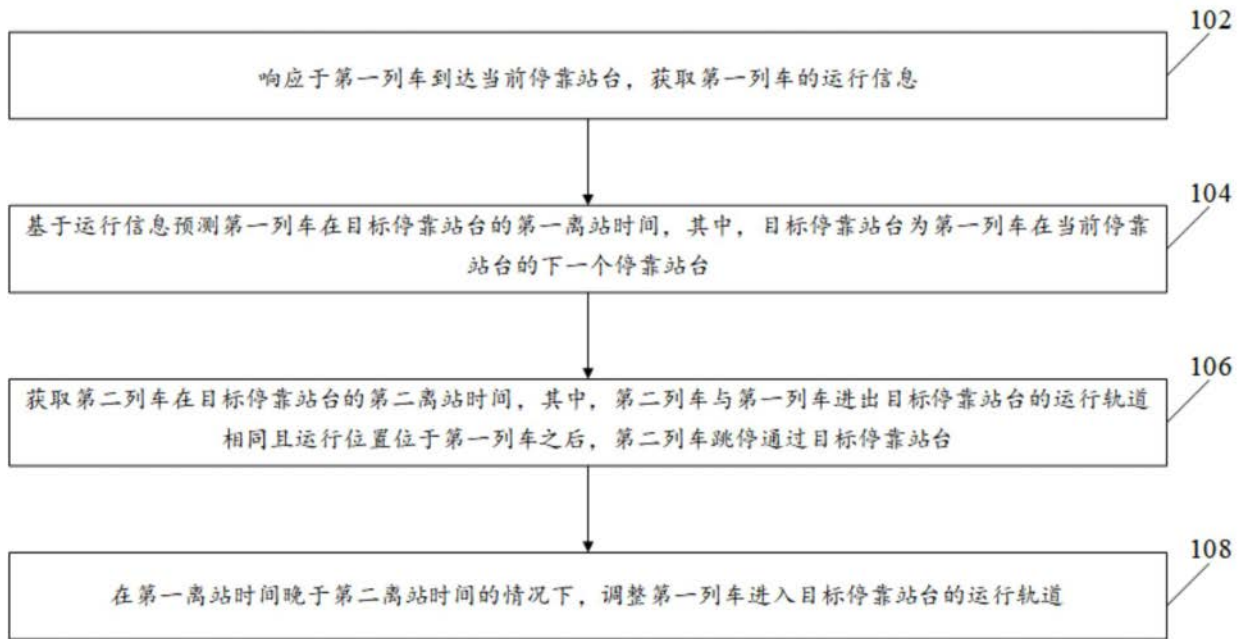 102
响应于第一列车到达当前停靠站台，获取第一列车的运行信息
104
基于运行信息预测第一列车在目标停靠站台的第一离站时间，其中，目标停靠站台为第一列车在当前停靠
站台的下一个停靠站台
106
获取第二列车在目标停靠站台的第二离站时间，其中，第二列车与第一列车进出目标停靠站台的运行轨道
相同且运行位置位于第一列车之后，第二列车跳停通过目标停靠站台
108
在第一离站时间晚于第二离站时间的情况下，调整第一列车进入目标停靠站台的运行轨道